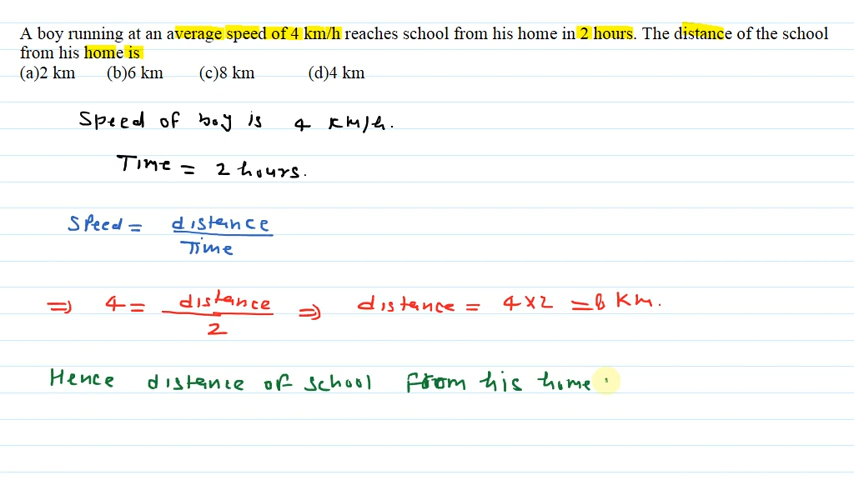 A boy running at an average speed of 4 km/h reaches school from his home in 2 hours. The distance of the school
from his home is
(a)2 km (b)6 km (c)8 km (d)4 km
Speed of boy is 4 KM/h.
Time = 2 hours.
Speed = distance / Time
⇒ 4 = distance / 2 ⇒ distance = 4 × 2 = 8 KM.
Hence distance of school from his home